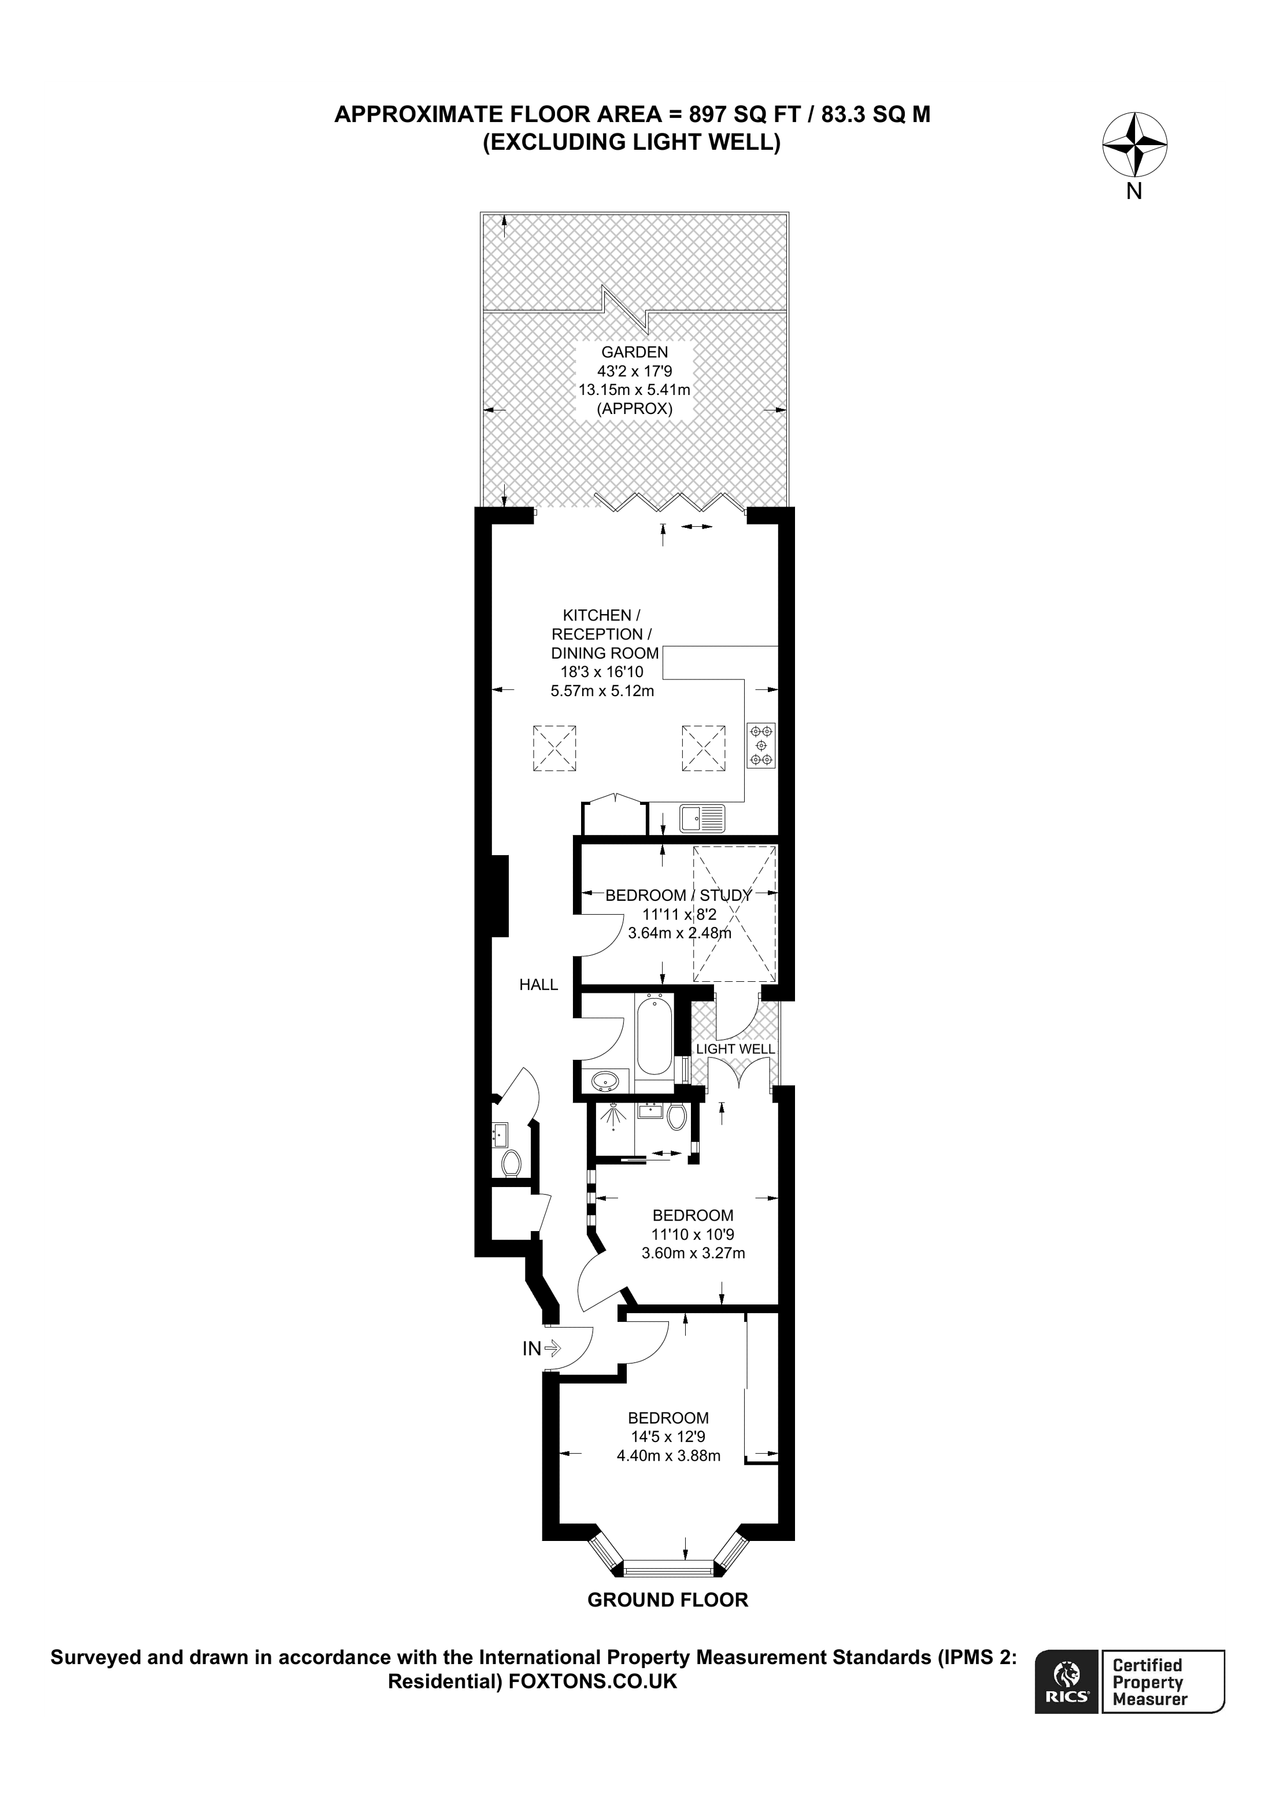 APPROXIMATE FLOOR AREA = 897 SQ FT / 83.3 SQ M
(EXCLUDING LIGHT WELL)
N
GARDEN
43'2 x 17'9
13.15m x 5.41m
(APPROX)
KITCHEN /
RECEPTION /
DINING ROOM
18'3 x 16'10
5.57m x 5.12m
BEDROOM / STUDY
11'11 x 8'2
3.64m x 2.48m
HALL
LIGHT WELL
BEDROOM
11'10 x 10'9
3.60m x 3.27m
IN
BEDROOM
14'5 x 12'9
4.40m x 3.88m
GROUND FLOOR
Surveyed and drawn in accordance with the International Property Measurement Standards (IPMS 2:
Residential) FOXTONS.CO.UK
RICS
Certified
Property
Measurer